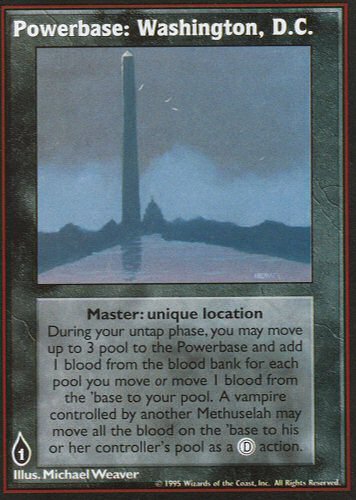 Powerbase: Washington, D.C.
Master: unique location
During your untap phase, you may move
up to 3 pool to the Powerbase and add
1 blood from the blood bank for each
pool you move or move 1 blood from
the 'base to your pool. A vampire
controlled by another Methuselah may
move all the blood on the 'base to his
or her controller's pool as a D action.
1
Illus. Michael Weaver
© 1995 Wizards of the Coast, Inc. All Rights Reserved.